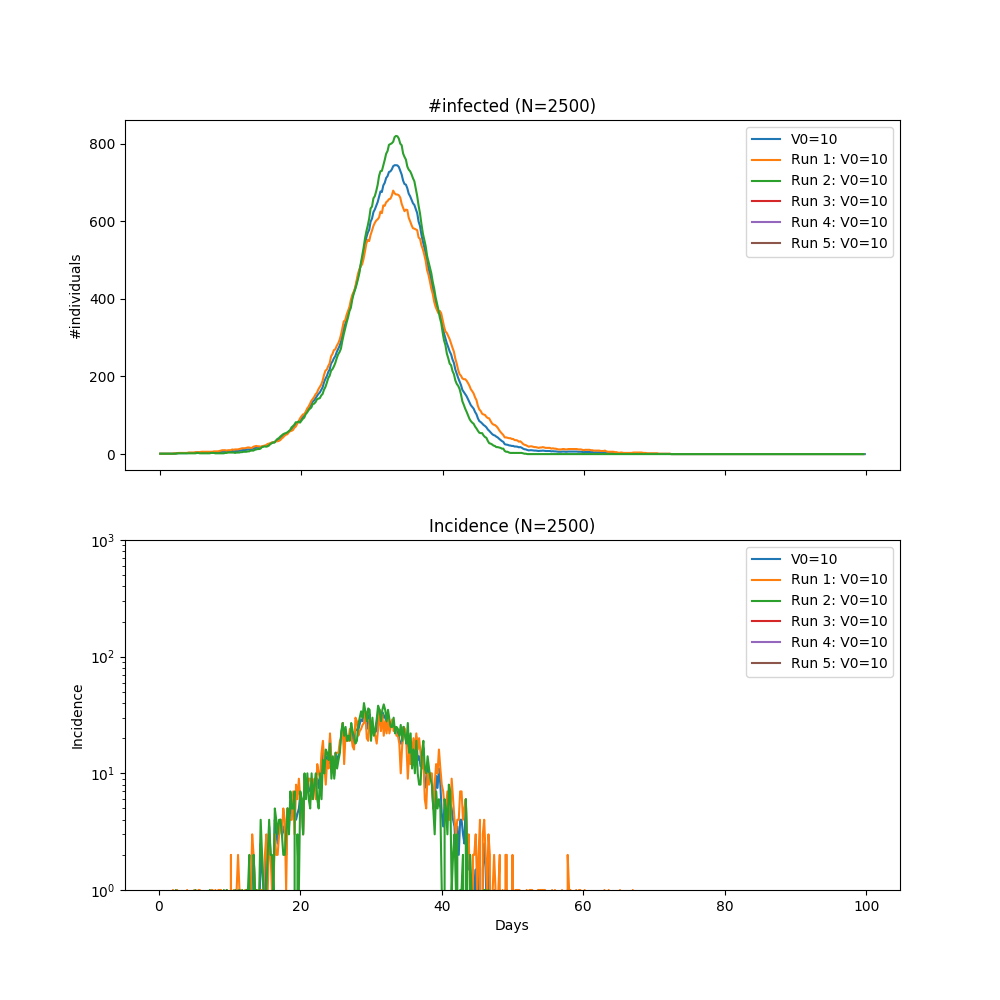 #infected (N=2500)
#individuals
800
600
400
200
0
V0=10
Run 1: V0=10
Run 2: V0=10
Run 3: V0=10
Run 4: V0=10
Run 5: V0=10
Incidence (N=2500)
Incidence
10³
10²
10¹
10⁰
V0=10
Run 1: V0=10
Run 2: V0=10
Run 3: V0=10
Run 4: V0=10
Run 5: V0=10
0 20 40 60 80 100
Days